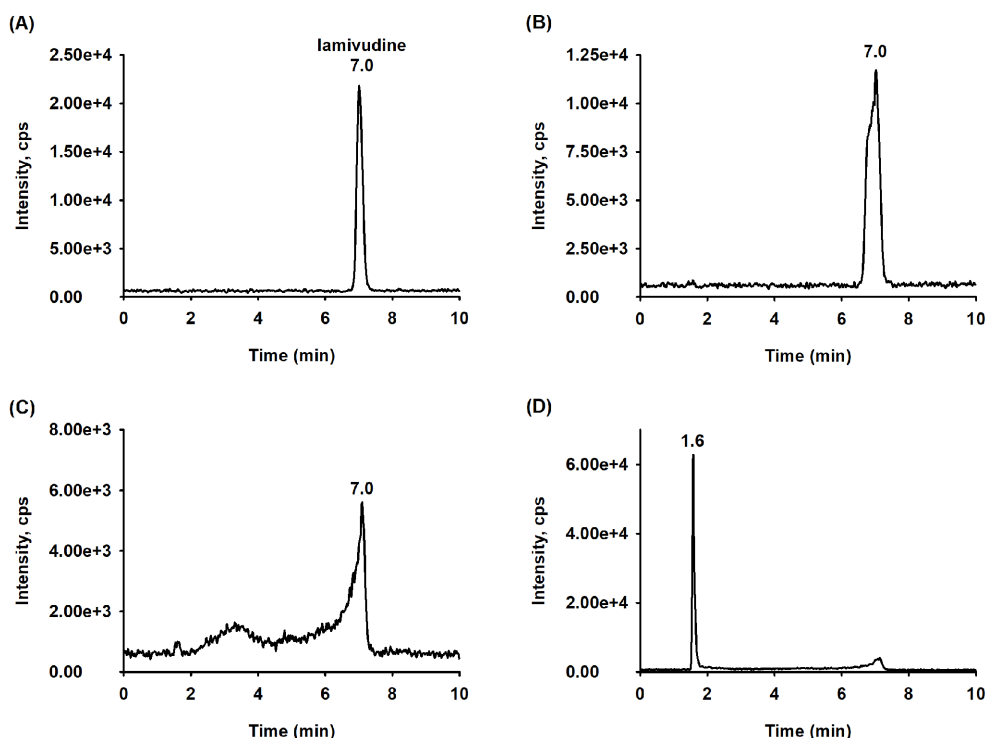 (A)
lamivudine
7.0
2.50e+4
2.00e+4
1.50e+4
1.00e+4
5.00e+3
0.00
Intensity, cps
0 2 4 6 8 10
Time (min)
(B)
7.0
1.25e+4
1.00e+4
7.50e+3
5.00e+3
2.50e+3
0.00
Intensity, cps
0 2 4 6 8 10
Time (min)
(C)
7.0
8.00e+3
6.00e+3
4.00e+3
2.00e+3
0.00
Intensity, cps
0 2 4 6 8 10
Time (min)
(D)
1.6
6.00e+4
4.00e+4
2.00e+4
0.00
Intensity, cps
0 2 4 6 8 10
Time (min)